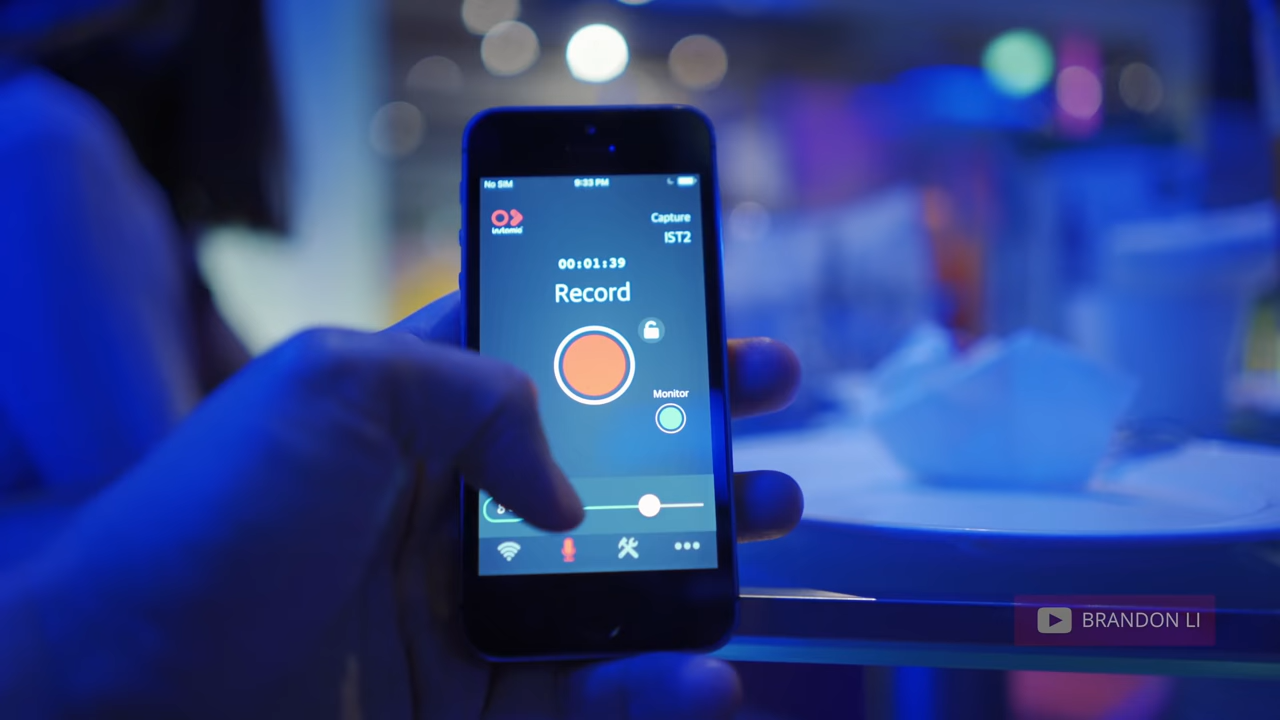 No SIM 9:33 PM
Capture
IST2
00:01:39
Record
Monitor
BRANDON LI